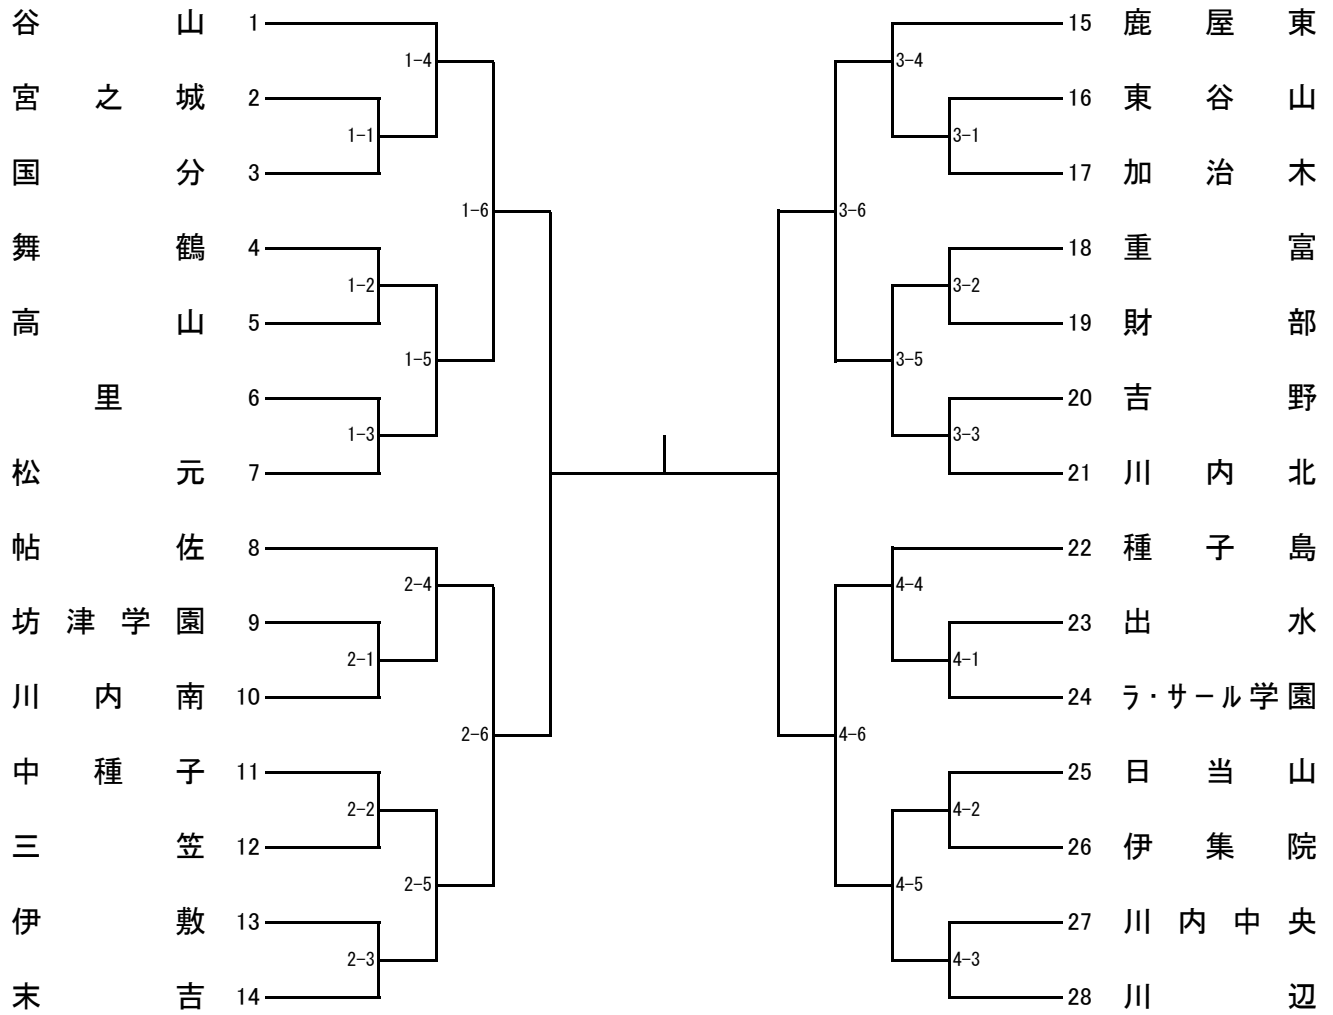 谷山 1
1-4
宮之城 2
1-1
国分 3
1-6
舞鶴 4
1-2
高山 5
1-5
里 6
1-3
松元 7
帖佐 8
2-4
坊津学園 9
2-1
川内南 10
2-6
中種子 11
2-2
三笠 12
2-5
伊敷 13
2-3
末吉 14
15 鹿屋東
3-4
16 東谷山
3-1
17 加治木
3-6
18 重富
3-2
19 財部
3-5
20 吉野
3-3
21 川内北
22 種子島
4-4
23 出水
4-1
24 ラ・サール学園
4-6
25 日当山
4-2
26 伊集院
4-5
27 川内中央
4-3
28 川辺